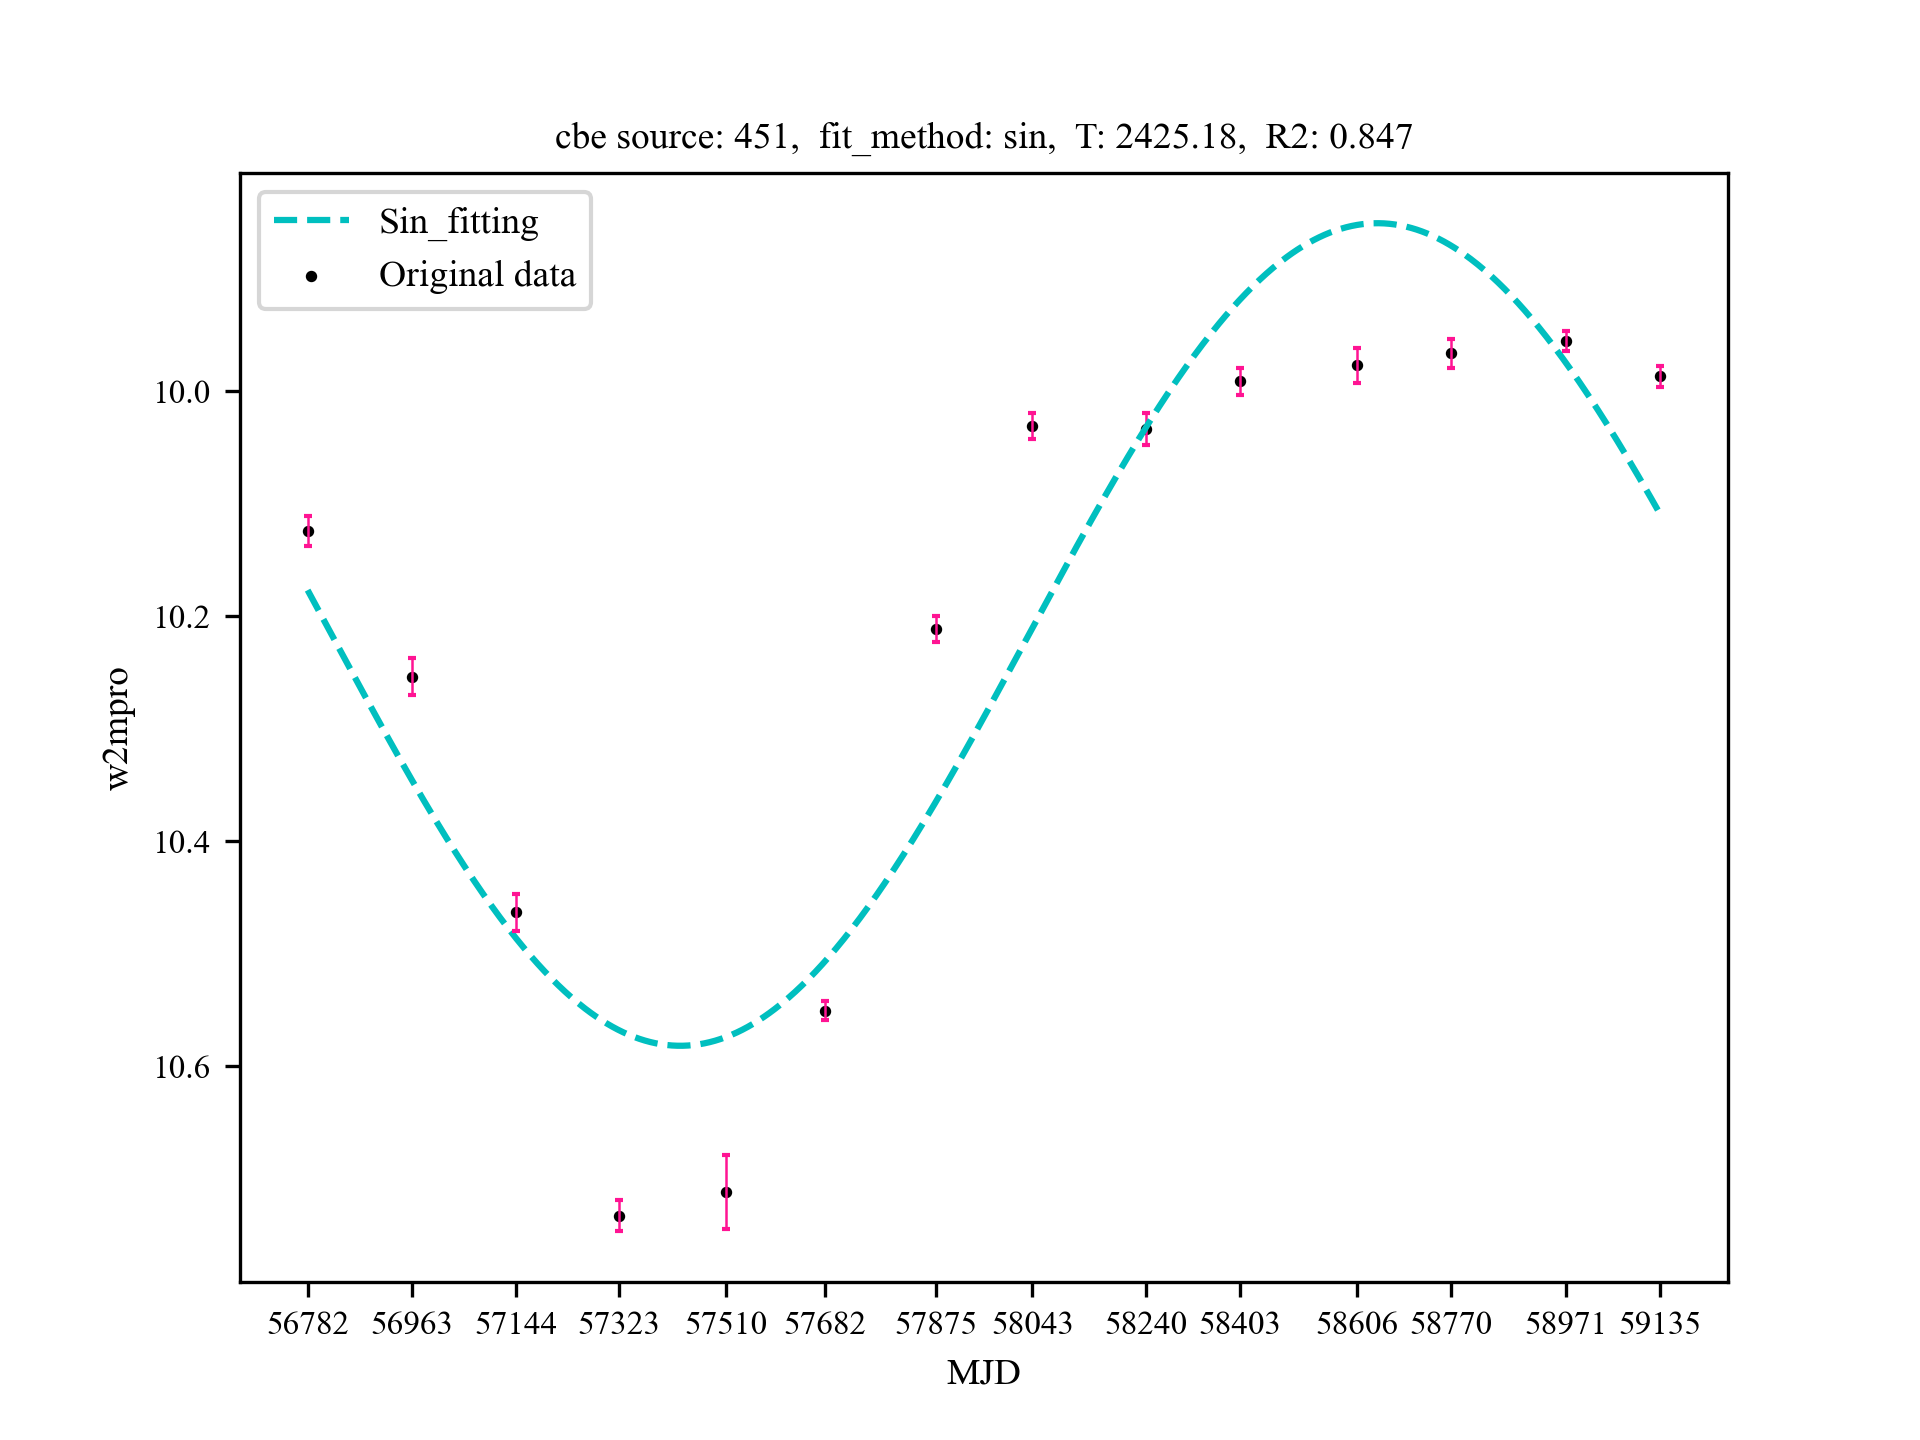 cbe source: 451,  fit_method: sin,  T: 2425.18,  R2: 0.847
Sin_fitting
Original data
10.0
10.2
10.4
10.6
w2mpro
56782 56963 57144 57323 57510 57682 57875 58043 58240 58403 58606 58770 58971 59135
MJD